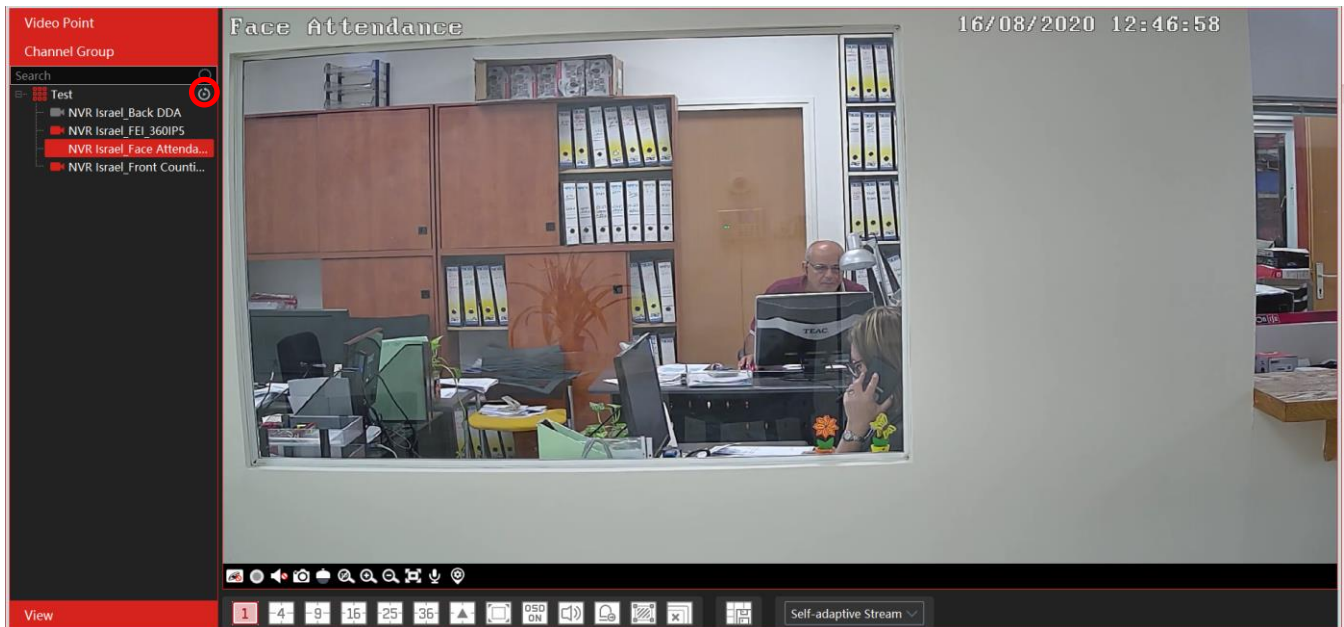 Video Point
Channel Group
Search
Test
NVR Israel_Back DDA
NVR Israel_FEI_360IP5
NVR Israel_Face Attenda...
NVR Israel_Front Counti...
View
Face Attendance
16/08/2020 12:46:58
TEAC
1
4
9
16
25
36
OSD
ON
Self-adaptive Stream